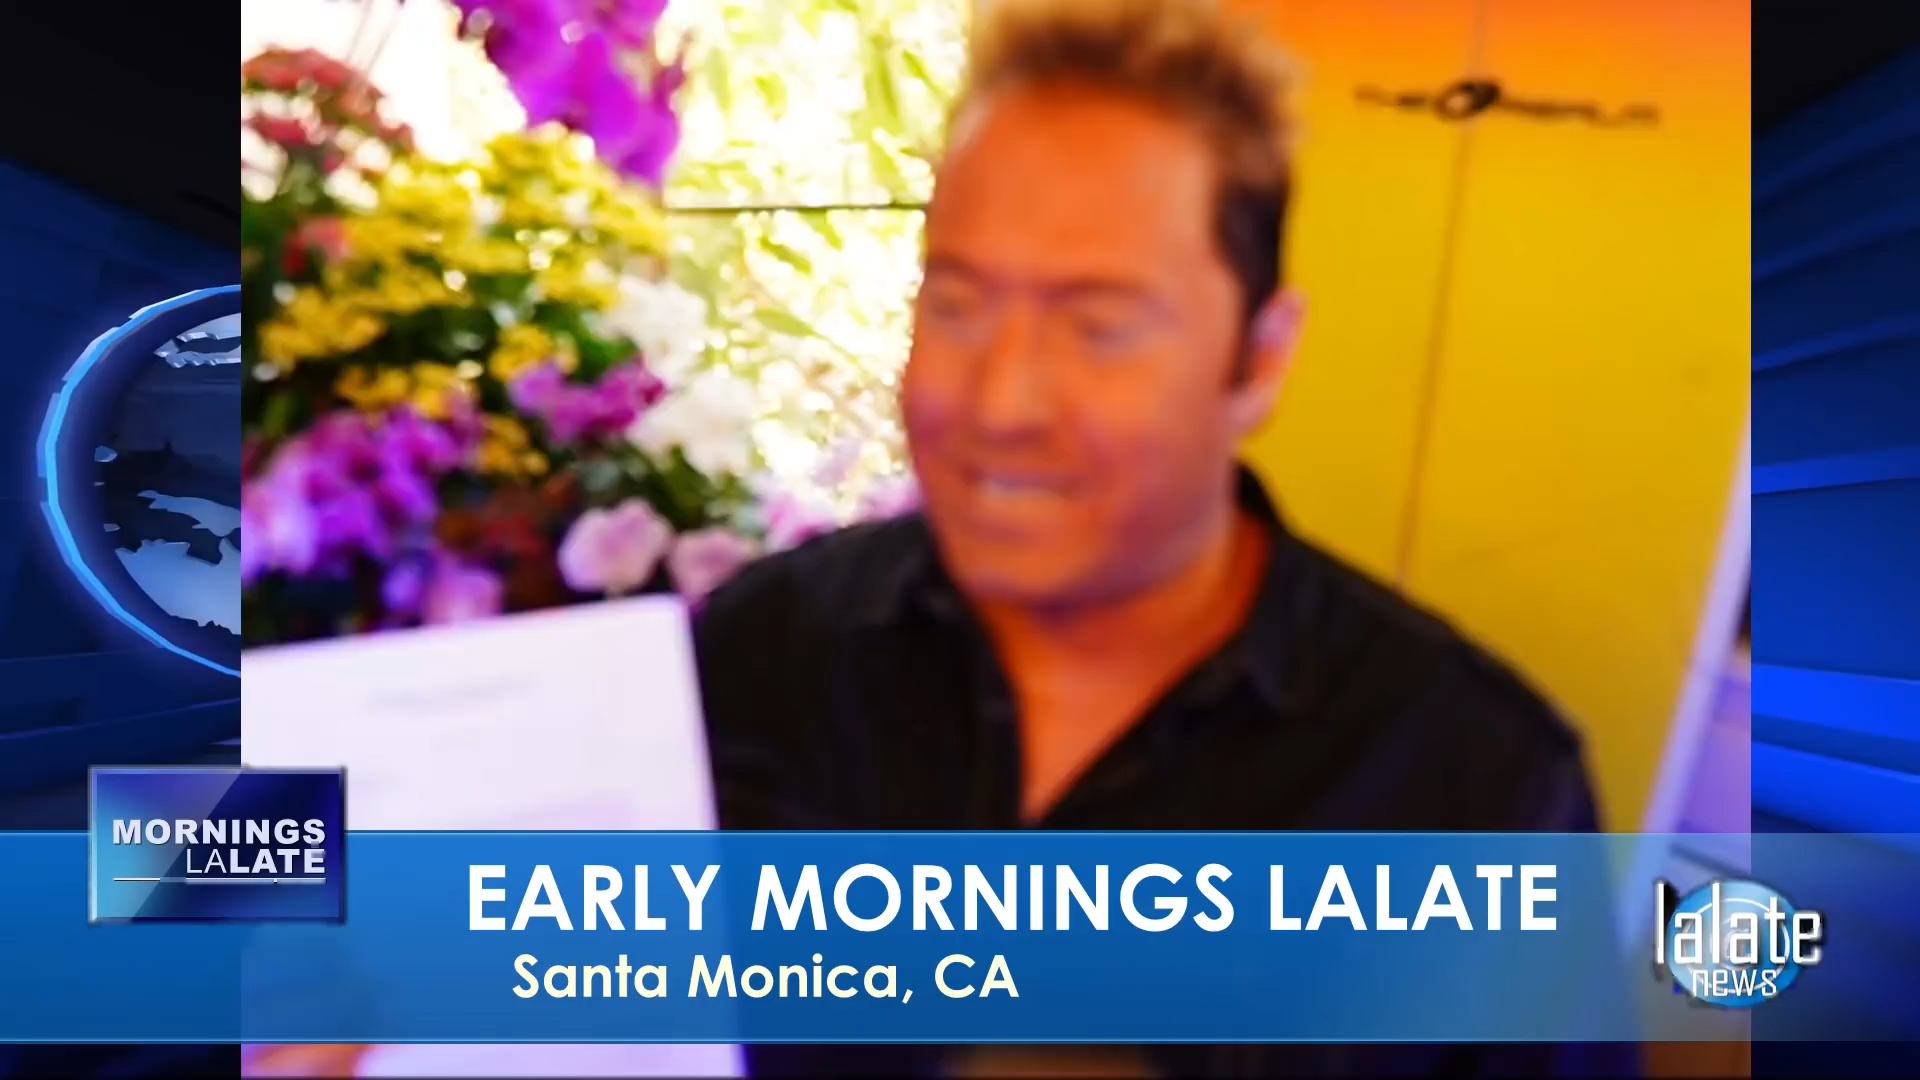 MORNINGS
LALATE
EARLY MORNINGS LALATE
Santa Monica, CA
lalate
news